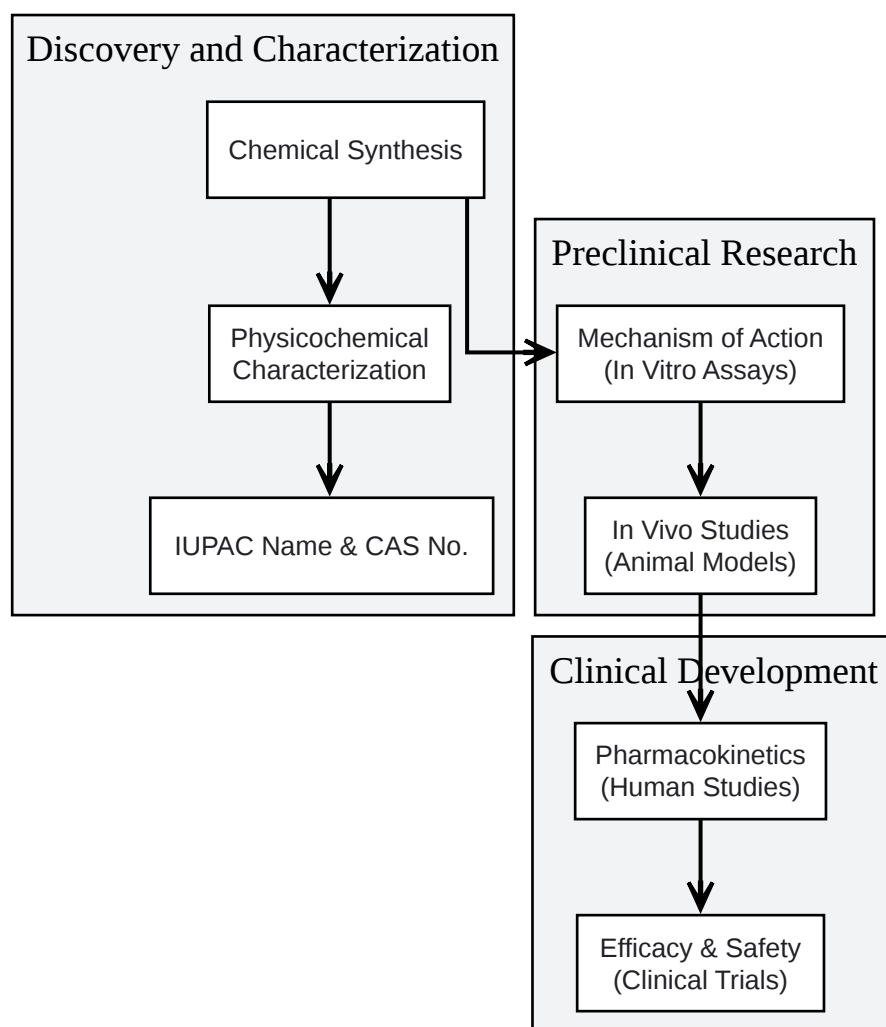 Discovery and Characterization
Chemical Synthesis
Physicochemical
Characterization
IUPAC Name & CAS No.
Preclinical Research
Mechanism of Action
(In Vitro Assays)
In Vivo Studies
(Animal Models)
Clinical Development
Pharmacokinetics
(Human Studies)
Efficacy & Safety
(Clinical Trials)